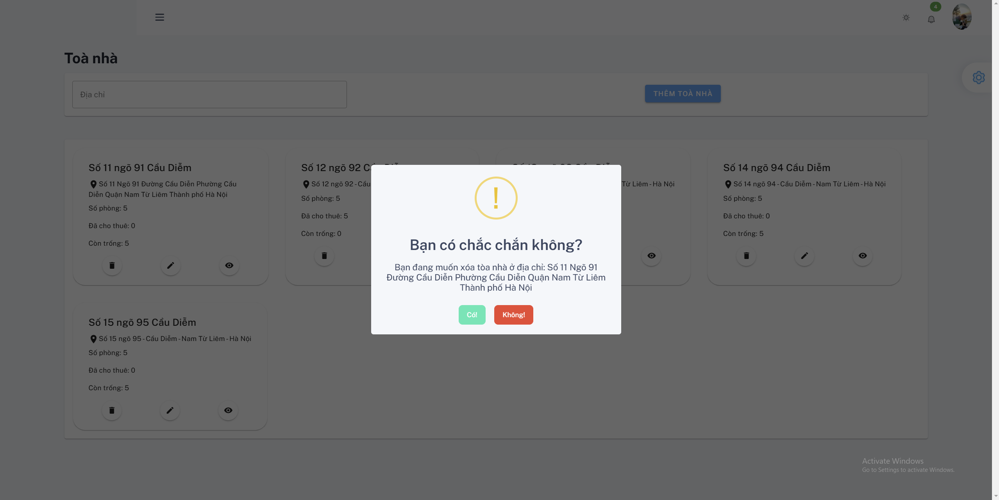 4
Toà nhà
Địa chỉ
THÊM TOÀ NHÀ
Số 11 ngõ 91 Cầu Diễm
Số 11 Ngõ 91 Đường Cầu Diễn Phường Cầu
Diễn Quận Nam Từ Liêm Thành phố Hà Nội
Số phòng: 5
Đã cho thuê: 0
Còn trống: 5
Số 12 ngõ 92
Số 12 ngõ 92 - Cầu
Số phòng: 5
Đã cho thuê: 5
Còn trống: 0
Từ Liêm - Hà Nội
Số 14 ngõ 94 Cầu Diễm
Số 14 ngõ 94 - Cầu Diễm - Nam Từ Liêm - Hà Nội
Số phòng: 5
Đã cho thuê: 0
Còn trống: 5
Bạn có chắc chắn không?
Bạn đang muốn xóa tòa nhà ở địa chỉ: Số 11 Ngõ 91
Đường Cầu Diễn Phường Cầu Diễn Quận Nam Từ Liêm
Thành phố Hà Nội
Có!
Không!
Số 15 ngõ 95 Cầu Diễm
Số 15 ngõ 95 - Cầu Diễm - Nam Từ Liêm - Hà Nội
Số phòng: 5
Đã cho thuê: 0
Còn trống: 5
Activate Windows
Go to Settings to activate Windows.